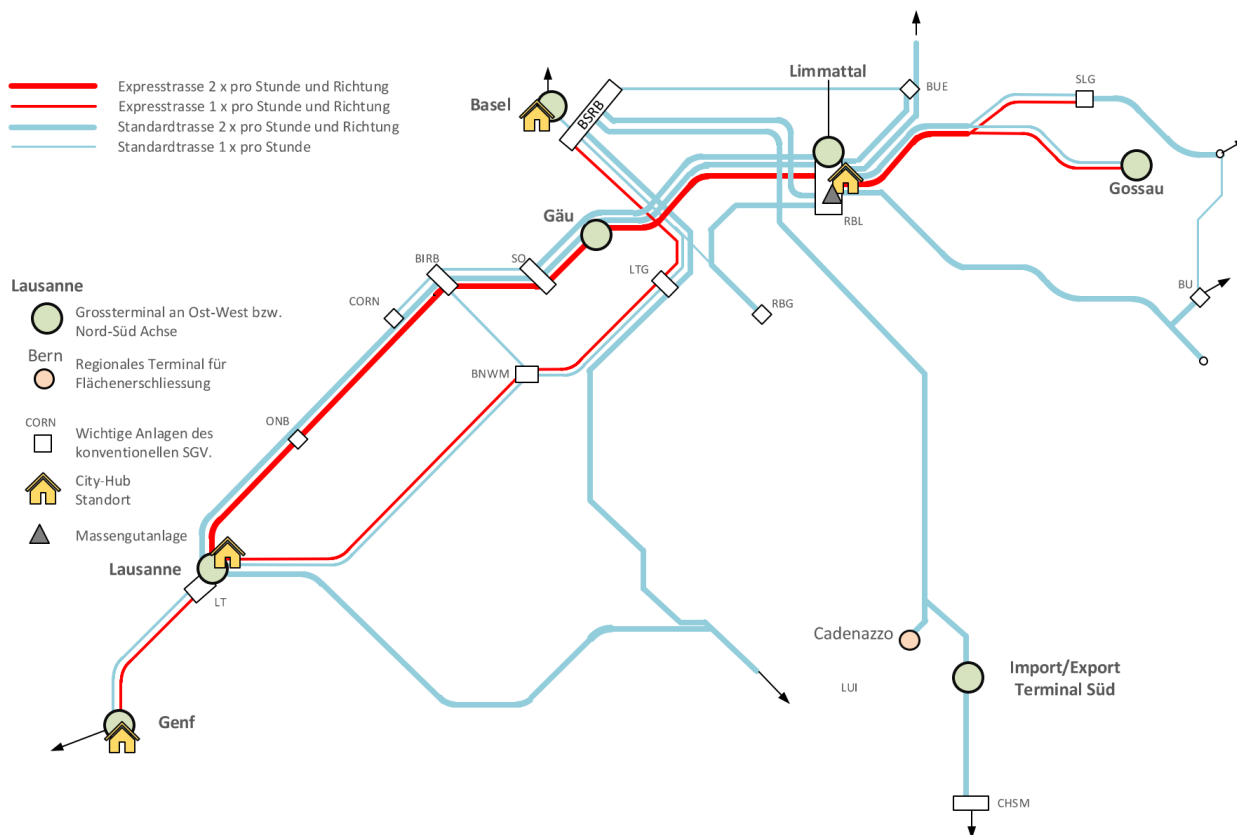 Expresstrasse 2 x pro Stunde und Richtung
Expresstrasse 1 x pro Stunde und Richtung
Standardtrasse 2 x pro Stunde und Richtung
Standardtrasse 1 x pro Stunde
Basel
BSRB
Limmattal
BUE
SLG
Gossau
RBL
Gäu
SO
BIRB
LTG
RBG
BU
CORN
BNWM
ONB
Lausanne
Grossterminal an Ost-West bzw.
Nord-Süd Achse
Bern
Regionales Terminal für
Flächenerschliessung
CORN
Wichtige Anlagen des
konventionellen SGV.
City-Hub
Standort
Massengutanlage
Lausanne
LT
Genf
Cadenazzo
LUI
Import/Export
Terminal Süd
CHSM